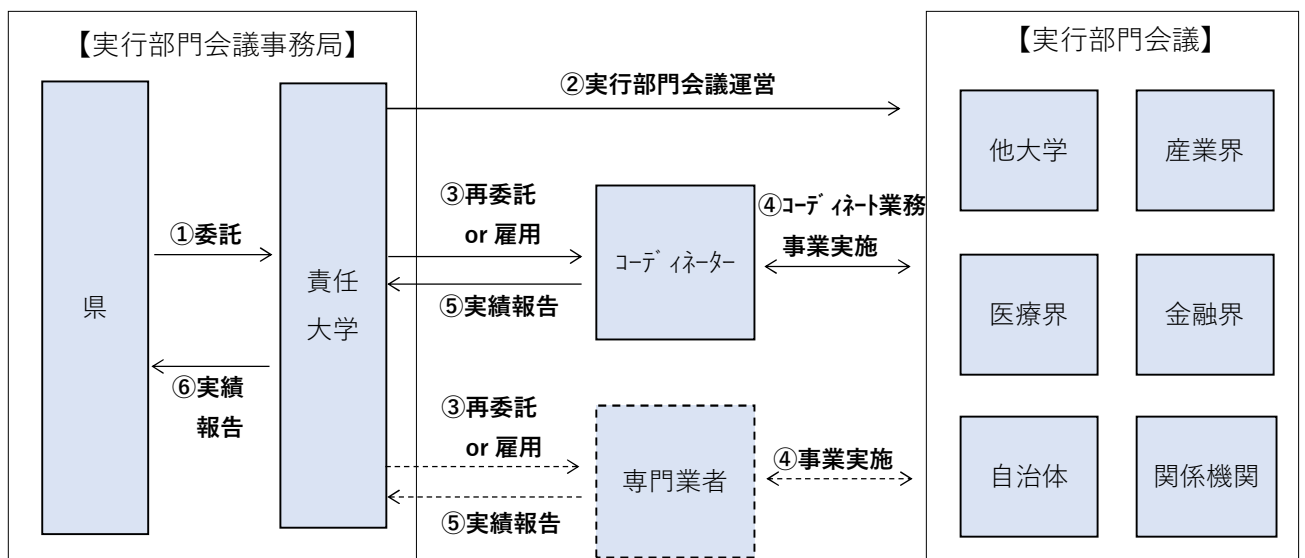 【実行部門会議事務局】
県
①委託
⑥実績
報告
責任
大学
②実行部門会議運営
③再委託
or 雇用
⑤実績報告
ｺｰﾃﾞｨﾈｰﾀｰ
④ｺｰﾃﾞｨﾈｰﾄ業務
事業実施
③再委託
or 雇用
⑤実績報告
専門業者
④事業実施
【実行部門会議】
他大学
産業界
医療界
金融界
自治体
関係機関